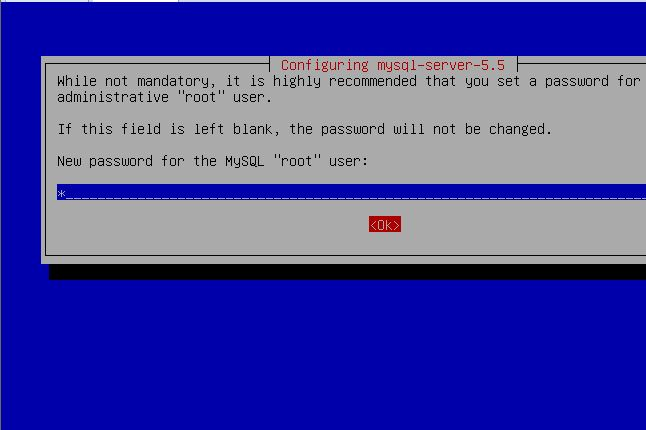 Configuring mysql-server-5.5
While not mandatory, it is highly recommended that you set a password for
administrative "root" user.
If this field is left blank, the password will not be changed.
New password for the MySQL "root" user:
*_______________________________________________________________________
<Ok>